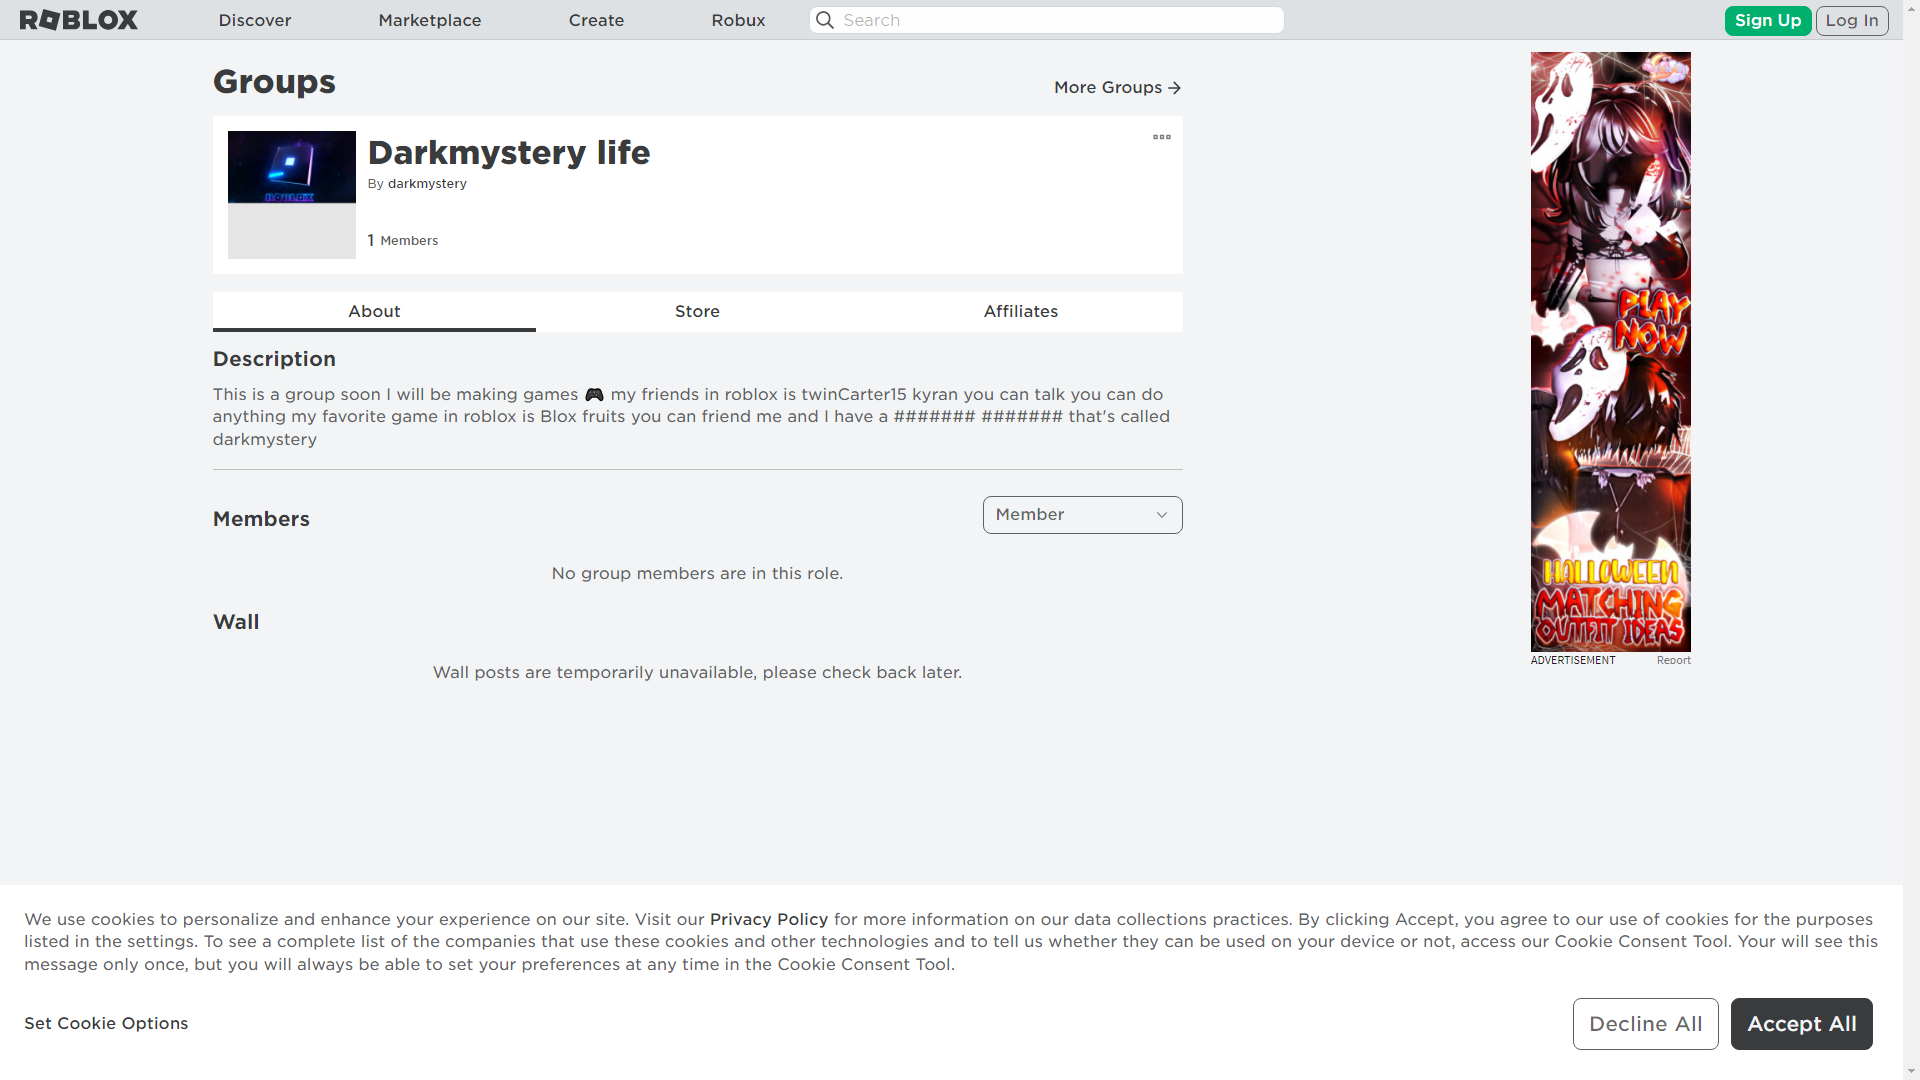 ROBLOX
Discover
Marketplace
Create
Robux
Search
Sign Up
Log In
Groups
More Groups
Darkmystery life
By darkmystery
1 Members
ROBLOX
About
Store
Affiliates
Description
This is a group soon I will be making games 🎮 my friends in roblox is twinCarter15 kyran you can talk you can do
anything my favorite game in roblox is Blox fruits you can friend me and I have a ####### ####### that's called
darkmystery
Members
Member
No group members are in this role.
Wall
Wall posts are temporarily unavailable, please check back later.
PLAY
NOW
HALLOWEEN
MATCHING
OUTFIT IDEAS
ADVERTISEMENT
Report
We use cookies to personalize and enhance your experience on our site. Visit our Privacy Policy for more information on our data collections practices. By clicking Accept, you agree to our use of cookies for the purposes
listed in the settings. To see a complete list of the companies that use these cookies and other technologies and to tell us whether they can be used on your device or not, access our Cookie Consent Tool. Your will see this
message only once, but you will always be able to set your preferences at any time in the Cookie Consent Tool.
Set Cookie Options
Decline All
Accept All